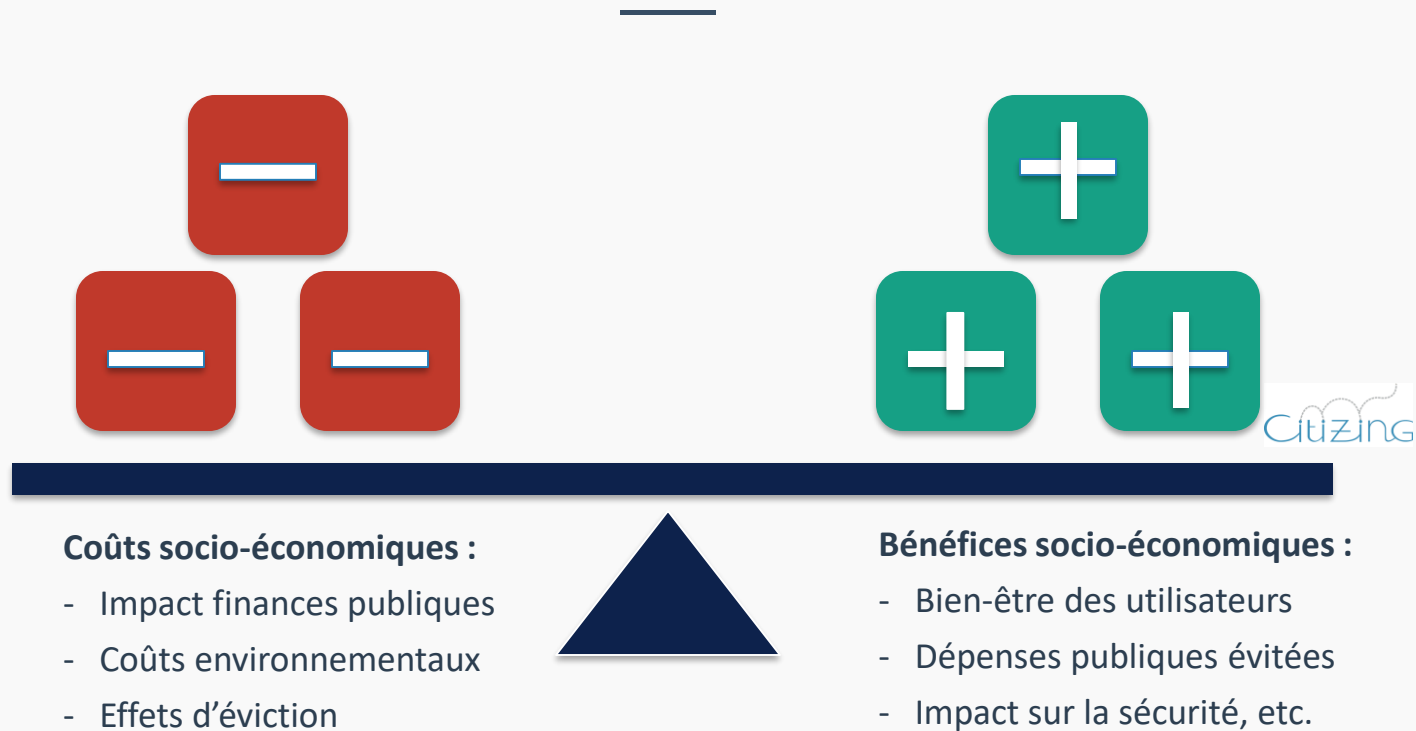 CitiZinG
Coûts socio-économiques :
- Impact finances publiques
- Coûts environnementaux
- Effets d’éviction
Bénéfices socio-économiques :
- Bien-être des utilisateurs
- Dépenses publiques évitées
- Impact sur la sécurité, etc.